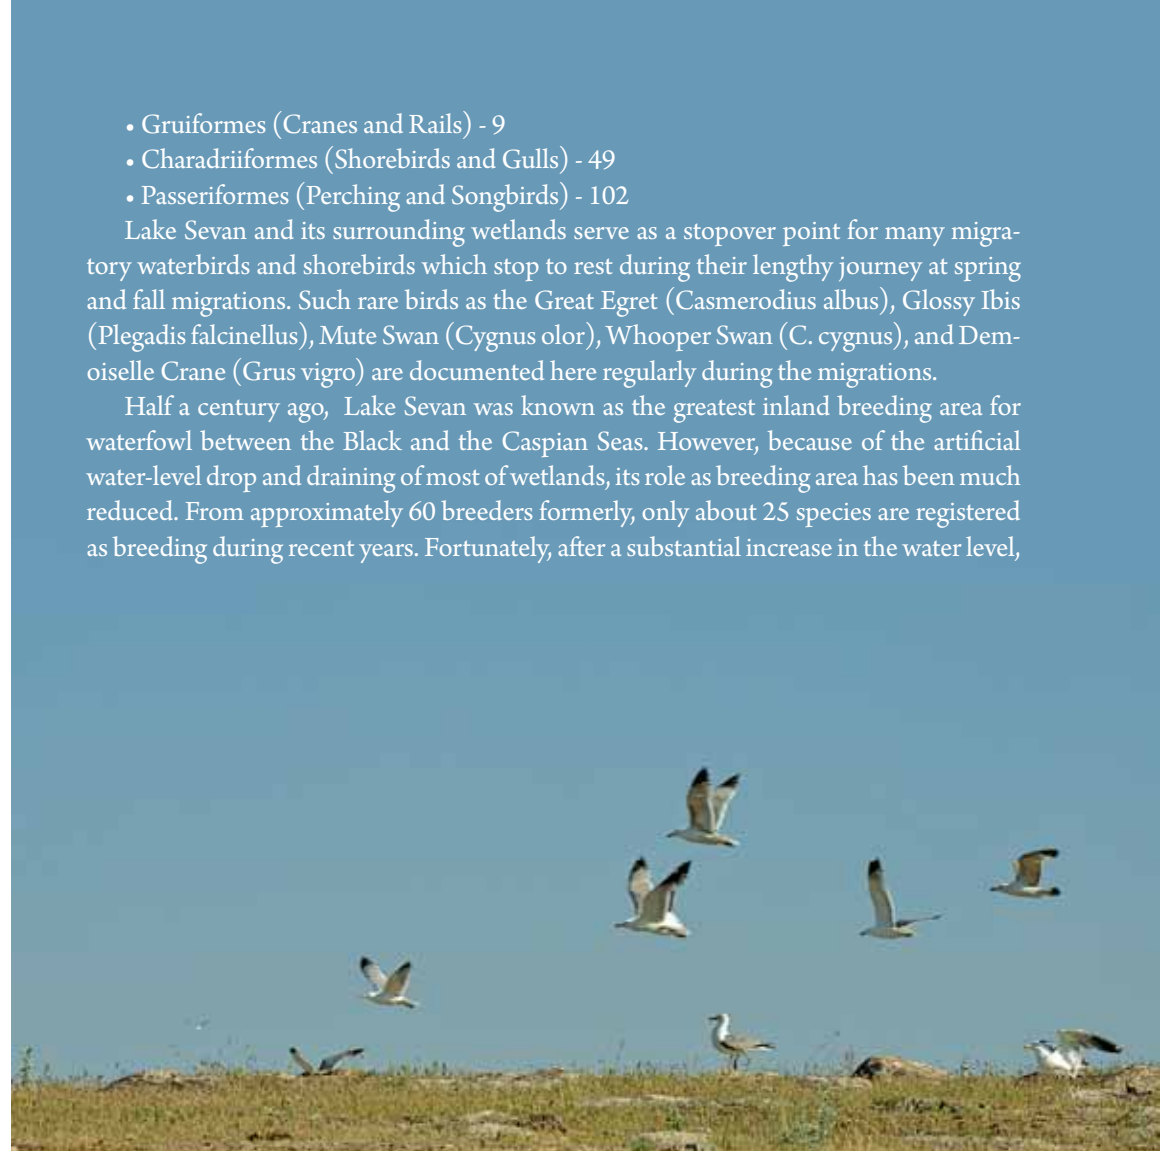 • Gruiformes (Cranes and Rails) - 9
• Charadriiformes (Shorebirds and Gulls) - 49
• Passeriformes (Perching and Songbirds) - 102
Lake Sevan and its surrounding wetlands serve as a stopover point for many migra-
tory waterbirds and shorebirds which stop to rest during their lengthy journey at spring
and fall migrations. Such rare birds as the Great Egret (Casmerodius albus), Glossy Ibis
(Plegadis falcinellus), Mute Swan (Cygnus olor), Whooper Swan (C. cygnus), and Dem-
oiselle Crane (Grus vigro) are documented here regularly during the migrations.
Half a century ago, Lake Sevan was known as the greatest inland breeding area for
waterfowl between the Black and the Caspian Seas. However, because of the artificial
water-level drop and draining of most of wetlands, its role as breeding area has been much
reduced. From approximately 60 breeders formerly, only about 25 species are registered
as breeding during recent years. Fortunately, after a substantial increase in the water level,